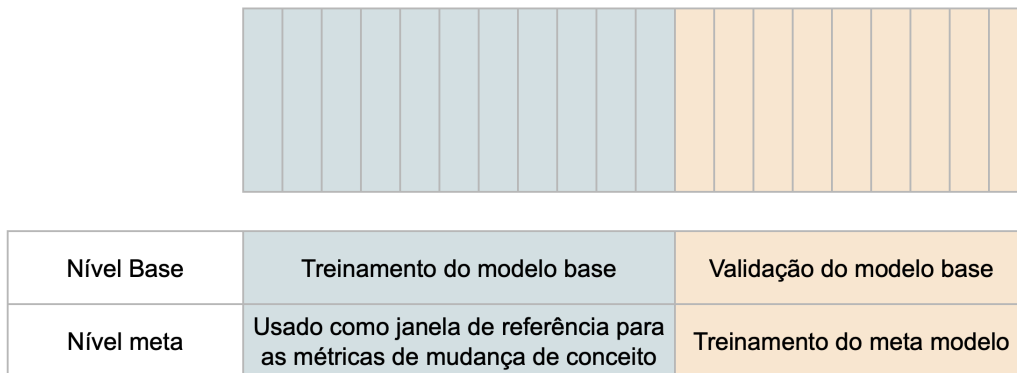 Nível Base
Treinamento do modelo base
Validação do modelo base
Nível meta
Usado como janela de referência para
as métricas de mudança de conceito
Treinamento do meta modelo